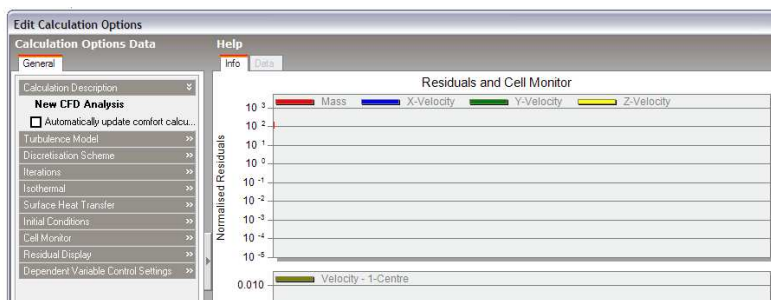 Edit Calculation Options
Calculation Options Data
General
Calculation Description
New CFD Analysis
Automatically update comfort calcu...
Turbulence Model
Discretisation Scheme
Iterations
Isothermal
Surface Heat Transfer
Initial Conditions
Cell Monitor
Residual Display
Dependent Variable Control Settings
Help
Info Data
Residuals and Cell Monitor
Mass X-Velocity Y-Velocity Z-Velocity
Normalised Residuals
10 3
10 2
10 1
10 0
10 -1
10 -2
10 -3
10 -4
10 -5
Velocity - 1-Centre
0.010